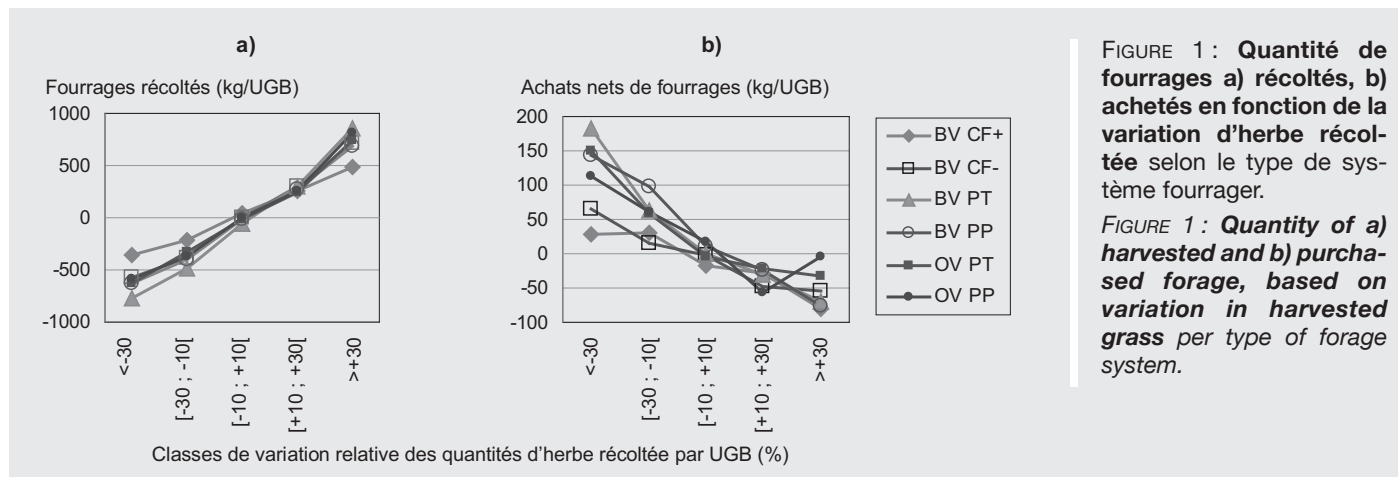 a)
Fourrages récoltés (kg/UGB)
1000
500
0
-500
-1000
<-30
[-30 ; -10[
[-10 ; +10[
[+10 ; +30[
>+30
b)
Achats nets de fourrages (kg/UGB)
200
150
100
50
0
-50
-100
<-30
[-30 ; -10[
[-10 ; +10[
[+10 ; +30[
>+30
BV CF+
BV CF-
BV PT
BV PP
OV PT
OV PP
Classes de variation relative des quantités d'herbe récoltée par UGB (%)
FIGURE 1 : Quantité de
fourrages a) récoltés, b)
achetés en fonction de la
variation d'herbe récol-
tée selon le type de sys-
tème fourrager.
FIGURE 1 : Quantity of a)
harvested and b) purcha-
sed forage, based on
variation in harvested
grass per type of forage
system.